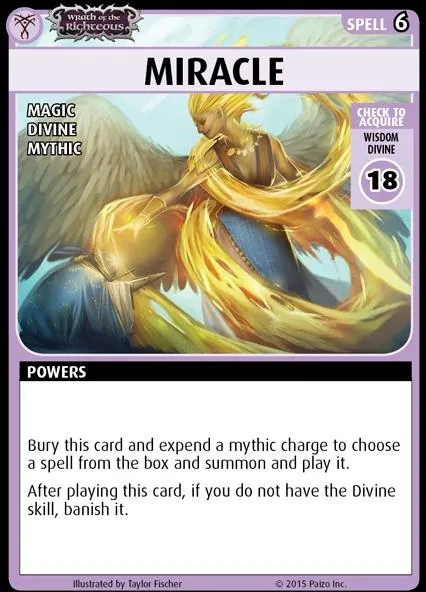 Wrath of the
Righteous
SPELL 6
MIRACLE
MAGIC
DIVINE
MYTHIC
CHECK TO
ACQUIRE
WISDOM
DIVINE
18
POWERS
Bury this card and expend a mythic charge to choose
a spell from the box and summon and play it.
After playing this card, if you do not have the Divine
skill, banish it.
Illustrated by Taylor Fischer
© 2015 Paizo Inc.